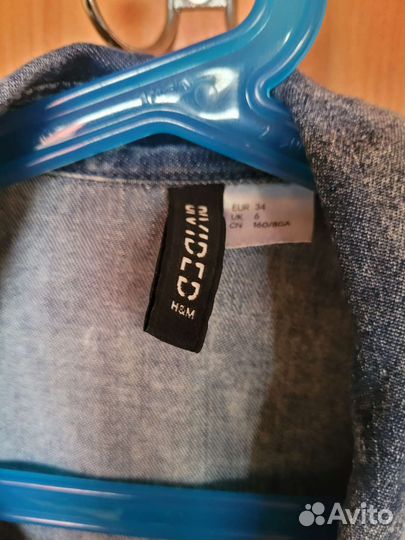 DIVIDED
H&M
EUR 34
UK 6
CN 160/80A
Avito